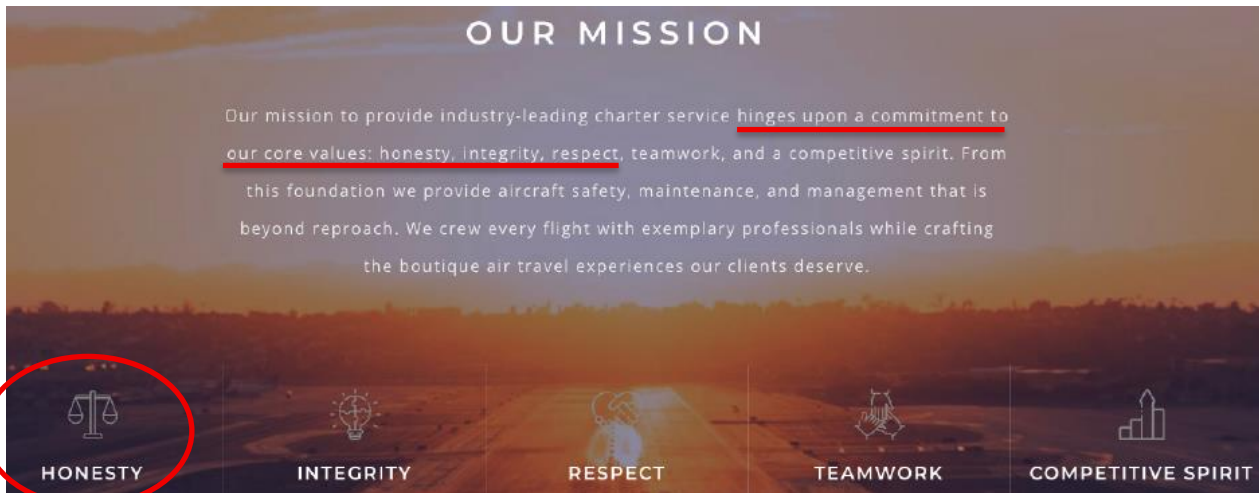 OUR MISSION
Our mission to provide industry-leading charter service hinges upon a commitment to
our core values: honesty, integrity, respect, teamwork, and a competitive spirit. From
this foundation we provide aircraft safety, maintenance, and management that is
beyond reproach. We crew every flight with exemplary professionals while crafting
the boutique air travel experiences our clients deserve.
HONESTY
INTEGRITY
RESPECT
TEAMWORK
COMPETITIVE SPIRIT